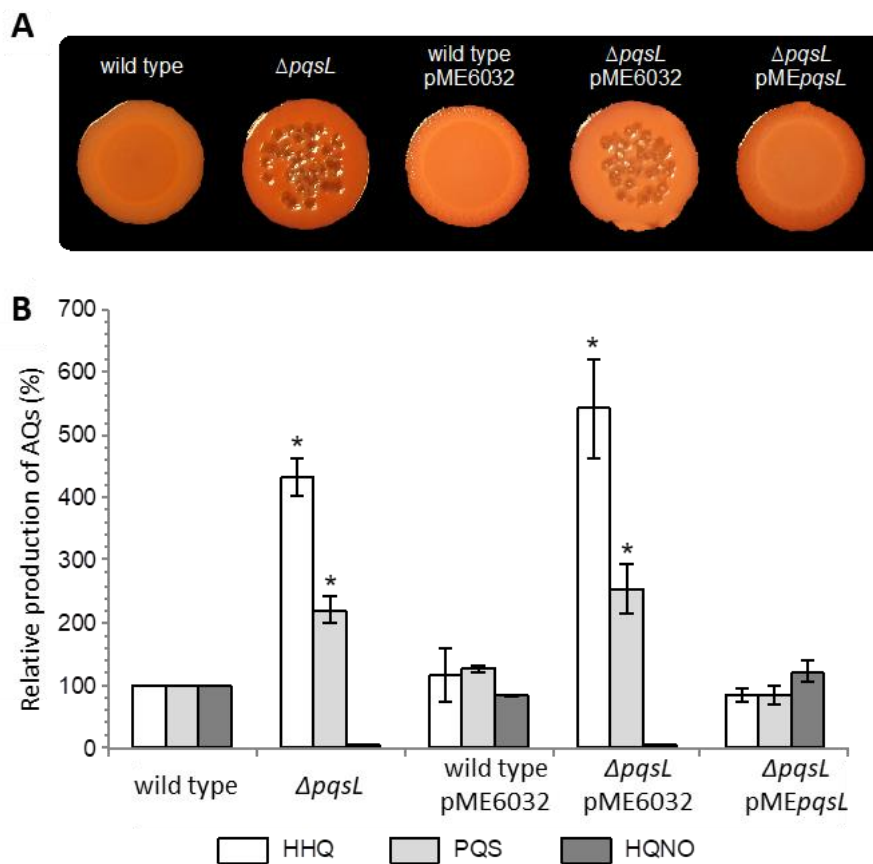 A
wild type
ΔpqsL
wild type
pME6032
ΔpqsL
pME6032
ΔpqsL
pMEpqsL
B
Relative production of AQs (%)
700
600
500
400
300
200
100
0
*
*
*
*
wild type
ΔpqsL
wild type
pME6032
ΔpqsL
pME6032
ΔpqsL
pMEpqsL
HHQ
PQS
HQNO